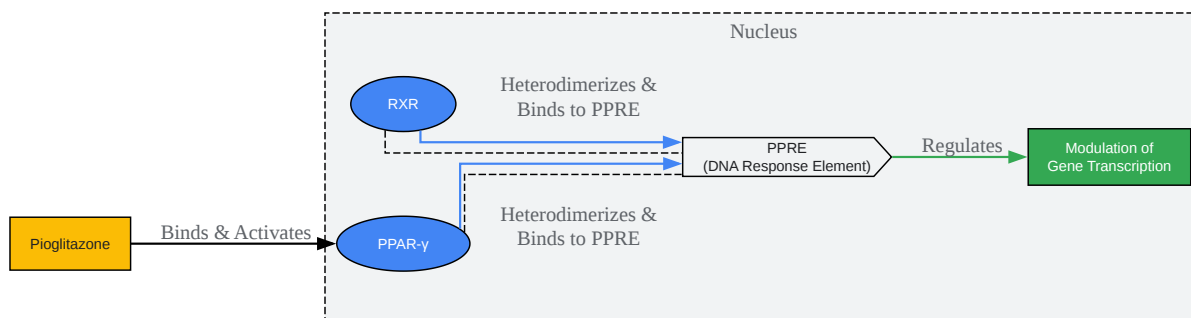 Nucleus
Heterodimerizes &
Binds to PPRE
RXR
PPRE
(DNA Response Element)
Regulates
Modulation of
Gene Transcription
Heterodimerizes &
Binds to PPRE
Pioglitazone
Binds & Activates
PPAR-γ